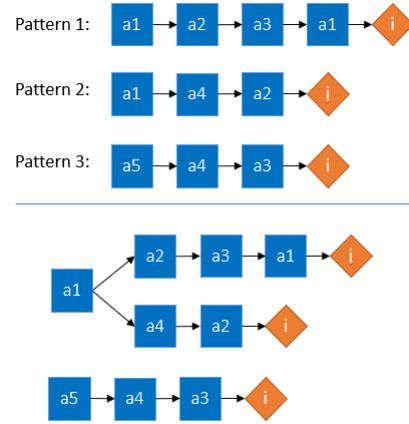 Pattern 1: a1 a2 a3 a1 i
Pattern 2: a1 a4 a2 i
Pattern 3: a5 a4 a3 i
a2 a3 a1 i
a1
a4 a2 i
a5 a4 a3 i